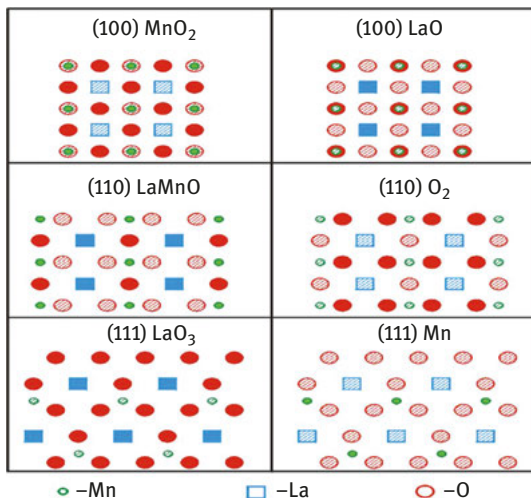 (100) MnO₂
(100) LaO
(110) LaMnO
(110) O₂
(111) LaO₃
(111) Mn
–Mn
–La
–O